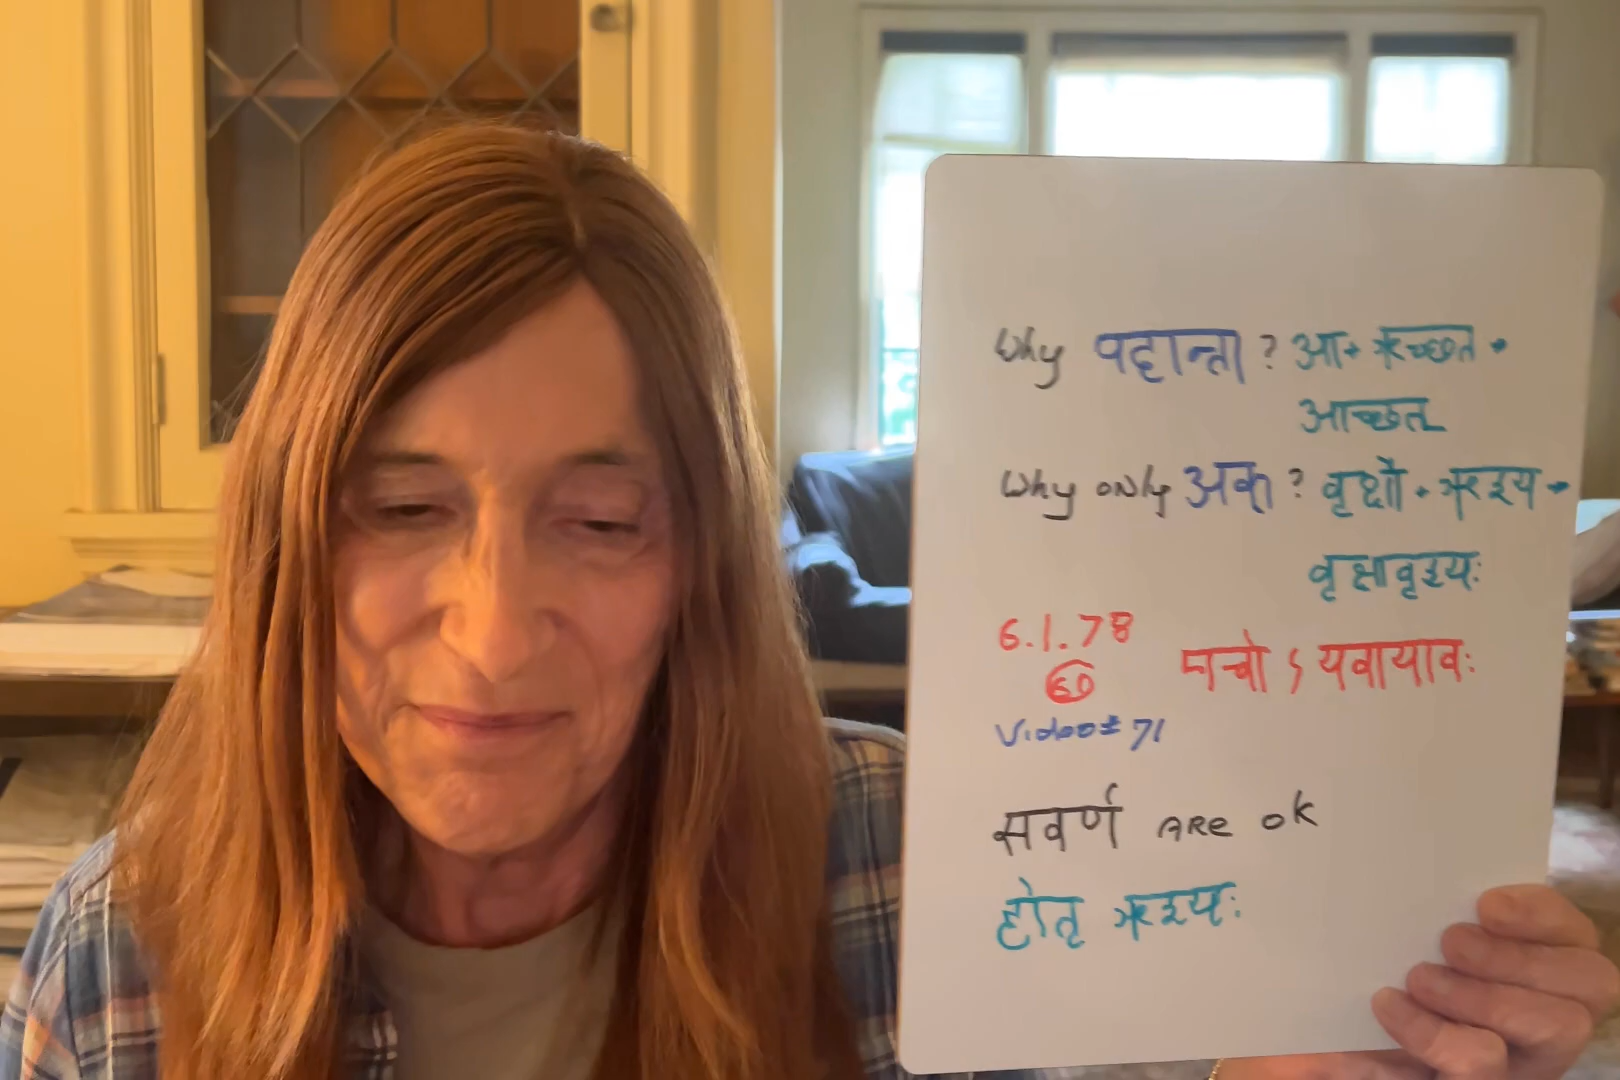 Why पदान्ता? आ + ऋच्छत →
आर्च्छत्
Why only अक्? वृक्षौ + ऋश्य →
वृक्षावृश्यः
6.1.78
60 एचोऽयवायावः
Video # 71
सवर्ण ARe ok
होतृ ऋश्यः